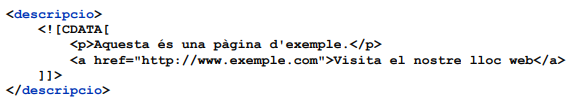 <descripcio>
<![CDATA[
<p>Aquesta és una pàgina d'exemple.</p>
<a href="http://www.exemple.com">Visita el nostre lloc web</a>
]]>
</descripcio>